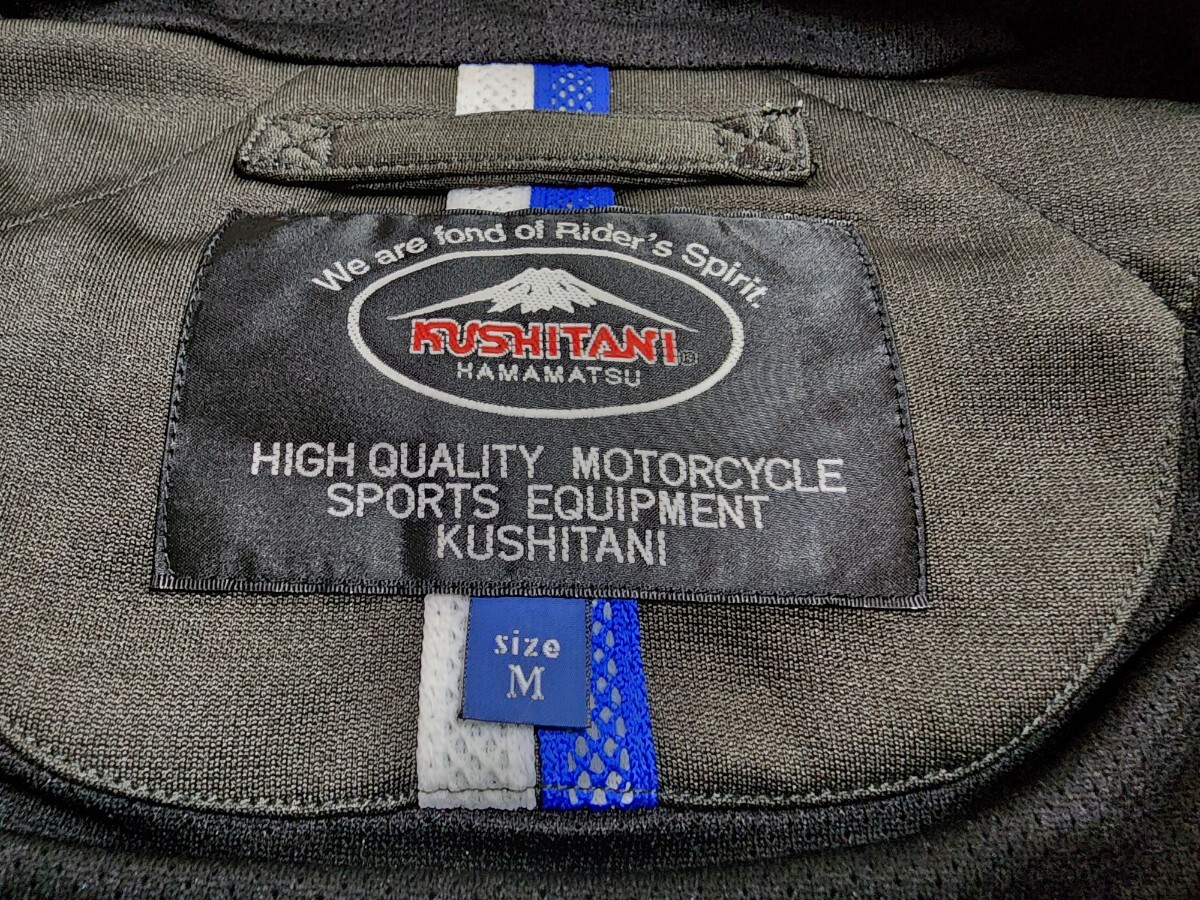 We are fond of Rider's Spirit.
KUSHITANI
HAMAMATSU
HIGH QUALITY MOTORCYCLE
SPORTS EQUIPMENT
KUSHITANI
size
M